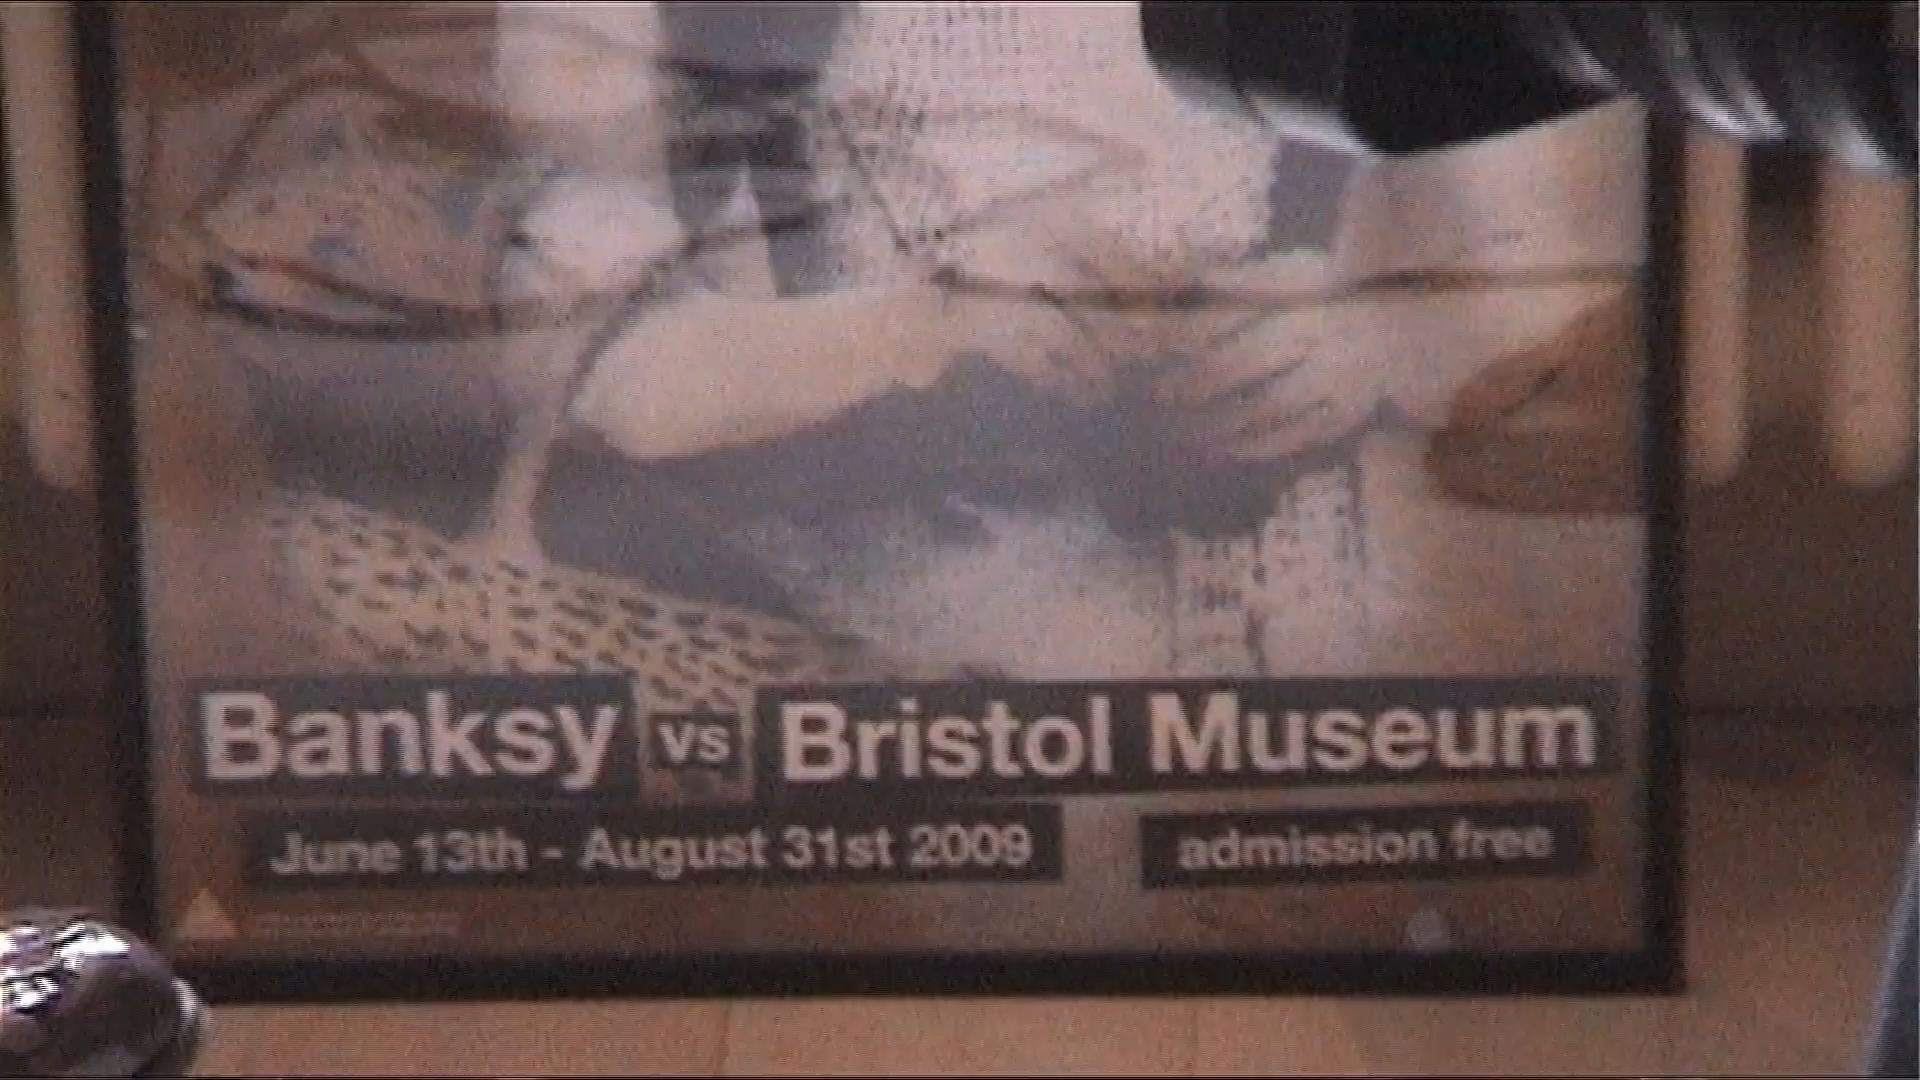 Banksy vs Bristol Museum
June 13th - August 31st 2009 admission free